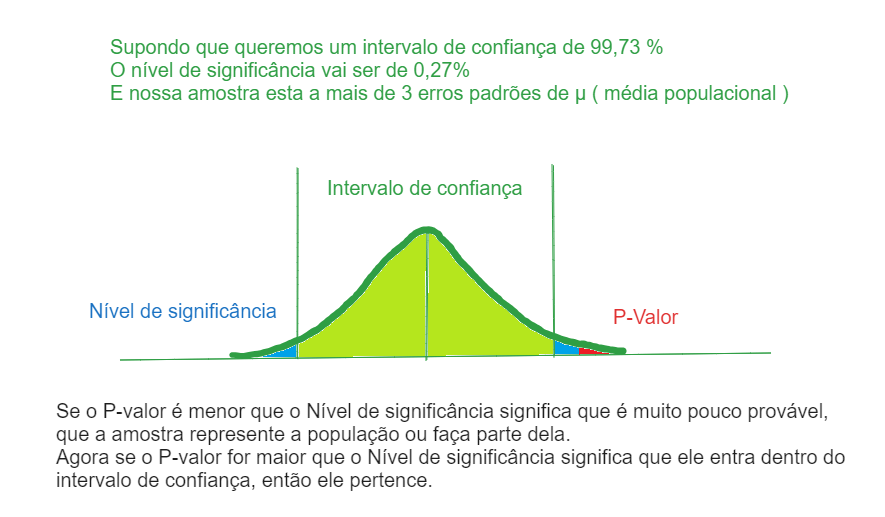 Supondo que queremos um intervalo de confiança de 99,73 %
O nível de significância vai ser de 0,27%
E nossa amostra esta a mais de 3 erros padrões de μ ( média populacional )
Intervalo de confiança
Nível de significância
P-Valor
Se o P-valor é menor que o Nível de significância significa que é muito pouco provável,
que a amostra represente a população ou faça parte dela.
Agora se o P-valor for maior que o Nível de significância significa que ele entra dentro do
intervalo de confiança, então ele pertence.